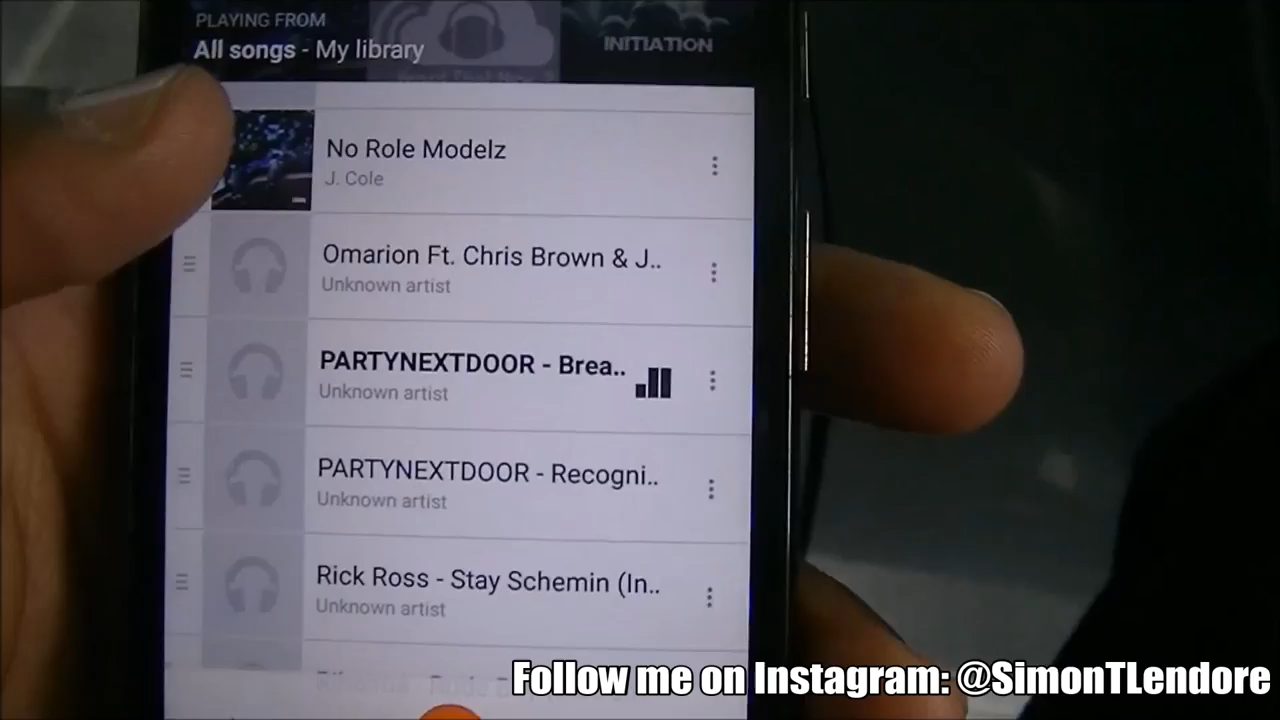 PLAYING FROM
All songs - My library
INITIATION
No Role Modelz
J. Cole
Omarion Ft. Chris Brown & J..
Unknown artist
PARTYNEXTDOOR - Brea..
Unknown artist
PARTYNEXTDOOR - Recogni..
Unknown artist
Rick Ross - Stay Schemin (In..
Unknown artist
Follow me on Instagram: @SimonTLendore